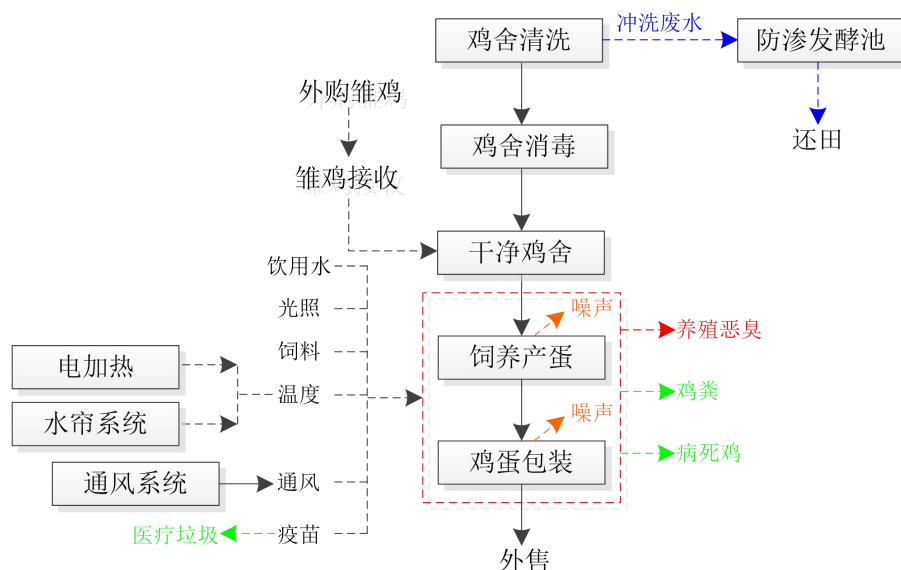 鸡舍清洗
冲洗废水
防渗发酵池
外购雏鸡
鸡舍消毒
还田
雏鸡接收
干净鸡舍
饮用水
光照
噪声
养殖恶臭
饲料
饲养产蛋
电加热
温度
鸡粪
水帘系统
噪声
鸡蛋包装
病死鸡
通风系统
通风
医疗垃圾
疫苗
外售